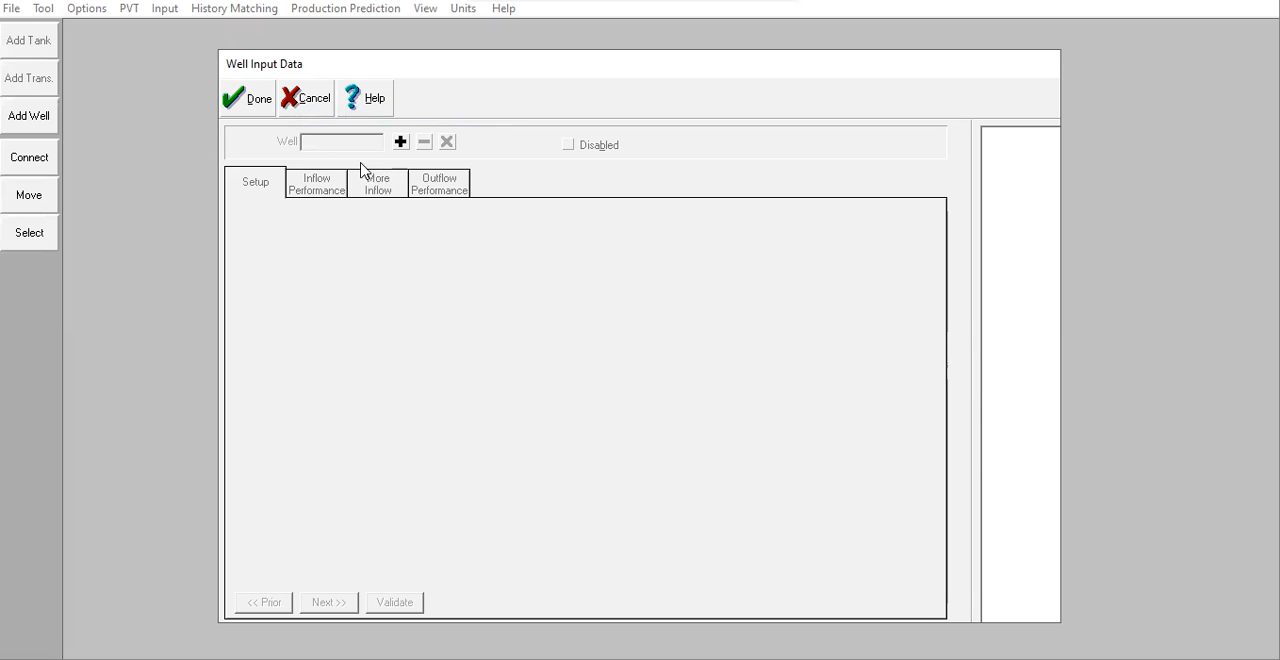 File Tool Options PVT Input History Matching Production Prediction View Units Help
Add Tank
Add Trans.
Add Well
Connect
Move
Select
Well Input Data
Done Cancel ? Help
Well Disabled
Setup
Inflow Performance
More Inflow
Outflow Performance
<< Prior Next >> Validate